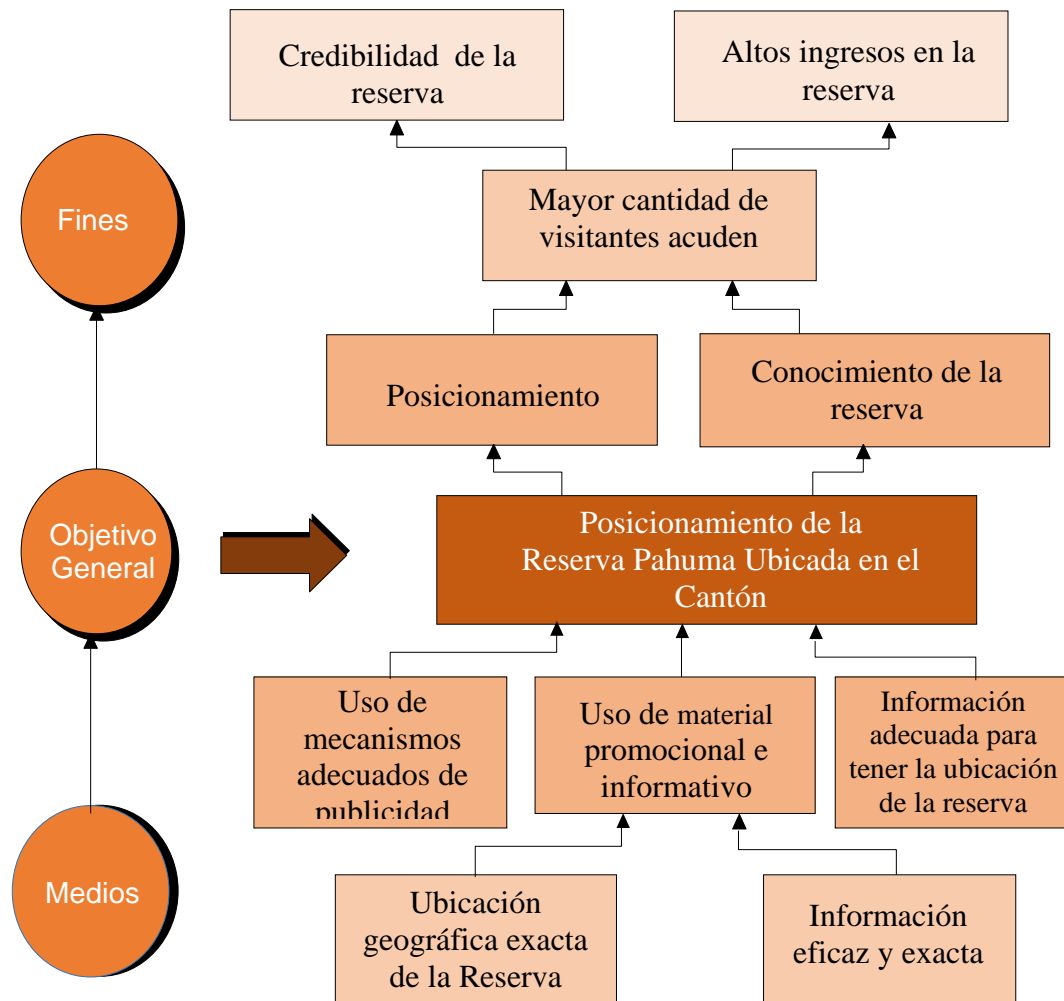 Credibilidad de la
reserva
Altos ingresos en la
reserva
Fines
Mayor cantidad de
visitantes acuden
Posicionamiento
Conocimiento de la
reserva
Objetivo
General
Posicionamiento de la
Reserva Pahuma Ubicada en el
Cantón
Uso de
mecanismos
adecuados de
publicidad
Uso de material
promocional e
informativo
Información
adecuada para
tener la ubicación
de la reserva
Medios
Ubicación
geográfica exacta
de la Reserva
Información
eficaz y exacta